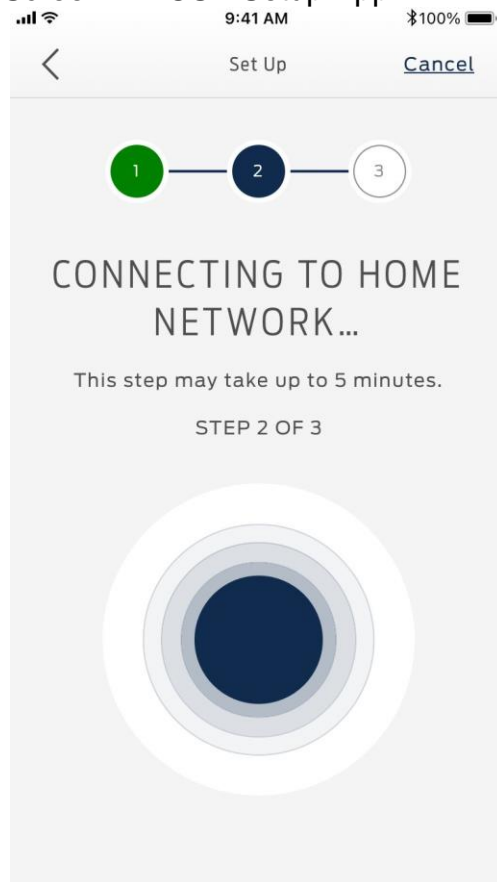 9:41 AM
100%
Set Up
Cancel
1
2
3
CONNECTING TO HOME
NETWORK...
This step may take up to 5 minutes.
STEP 2 OF 3